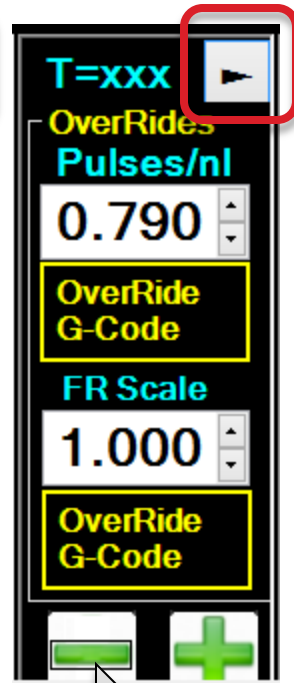 T=xxx
OverRides
Pulses/nl
0.790
OverRide
G-Code
FR Scale
1.000
OverRide
G-Code